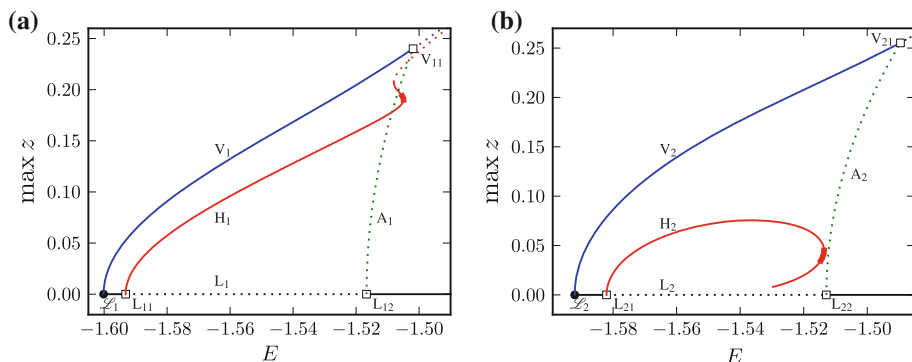 (a)
max z
0.25
0.20
0.15
0.10
0.05
0.00
V₁₁
V₁
H₁
A₁
L₁
ℒ₁
L₁₁
L₁₂
−1.60
−1.58
−1.56
−1.54
−1.52
−1.50
E
(b)
max z
0.25
0.20
0.15
0.10
0.05
0.00
V₂₁
V₂
A₂
H₂
L₂
ℒ₂
L₂₁
L₂₂
−1.58
−1.56
−1.54
−1.52
−1.50
E